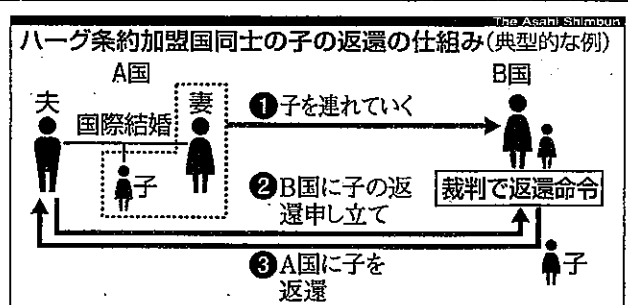 The Asahi Shimbun
ハーグ条約加盟国同士の子の返還の仕組み(典型的な例)
A国
B国
夫
国際結婚
妻
子
❶子を連れていく
❷B国に子の返
還申し立て
裁判で返還命令
❸A国に子を
返還
子